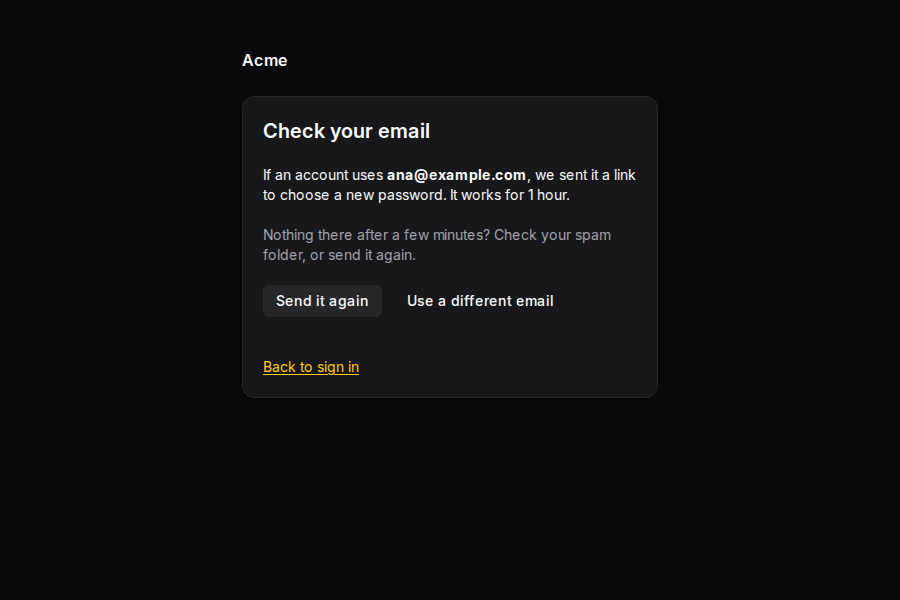 Acme
Check your email
If an account uses ana@example.com, we sent it a link
to choose a new password. It works for 1 hour.
Nothing there after a few minutes? Check your spam
folder, or send it again.
Send it again
Use a different email
Back to sign in